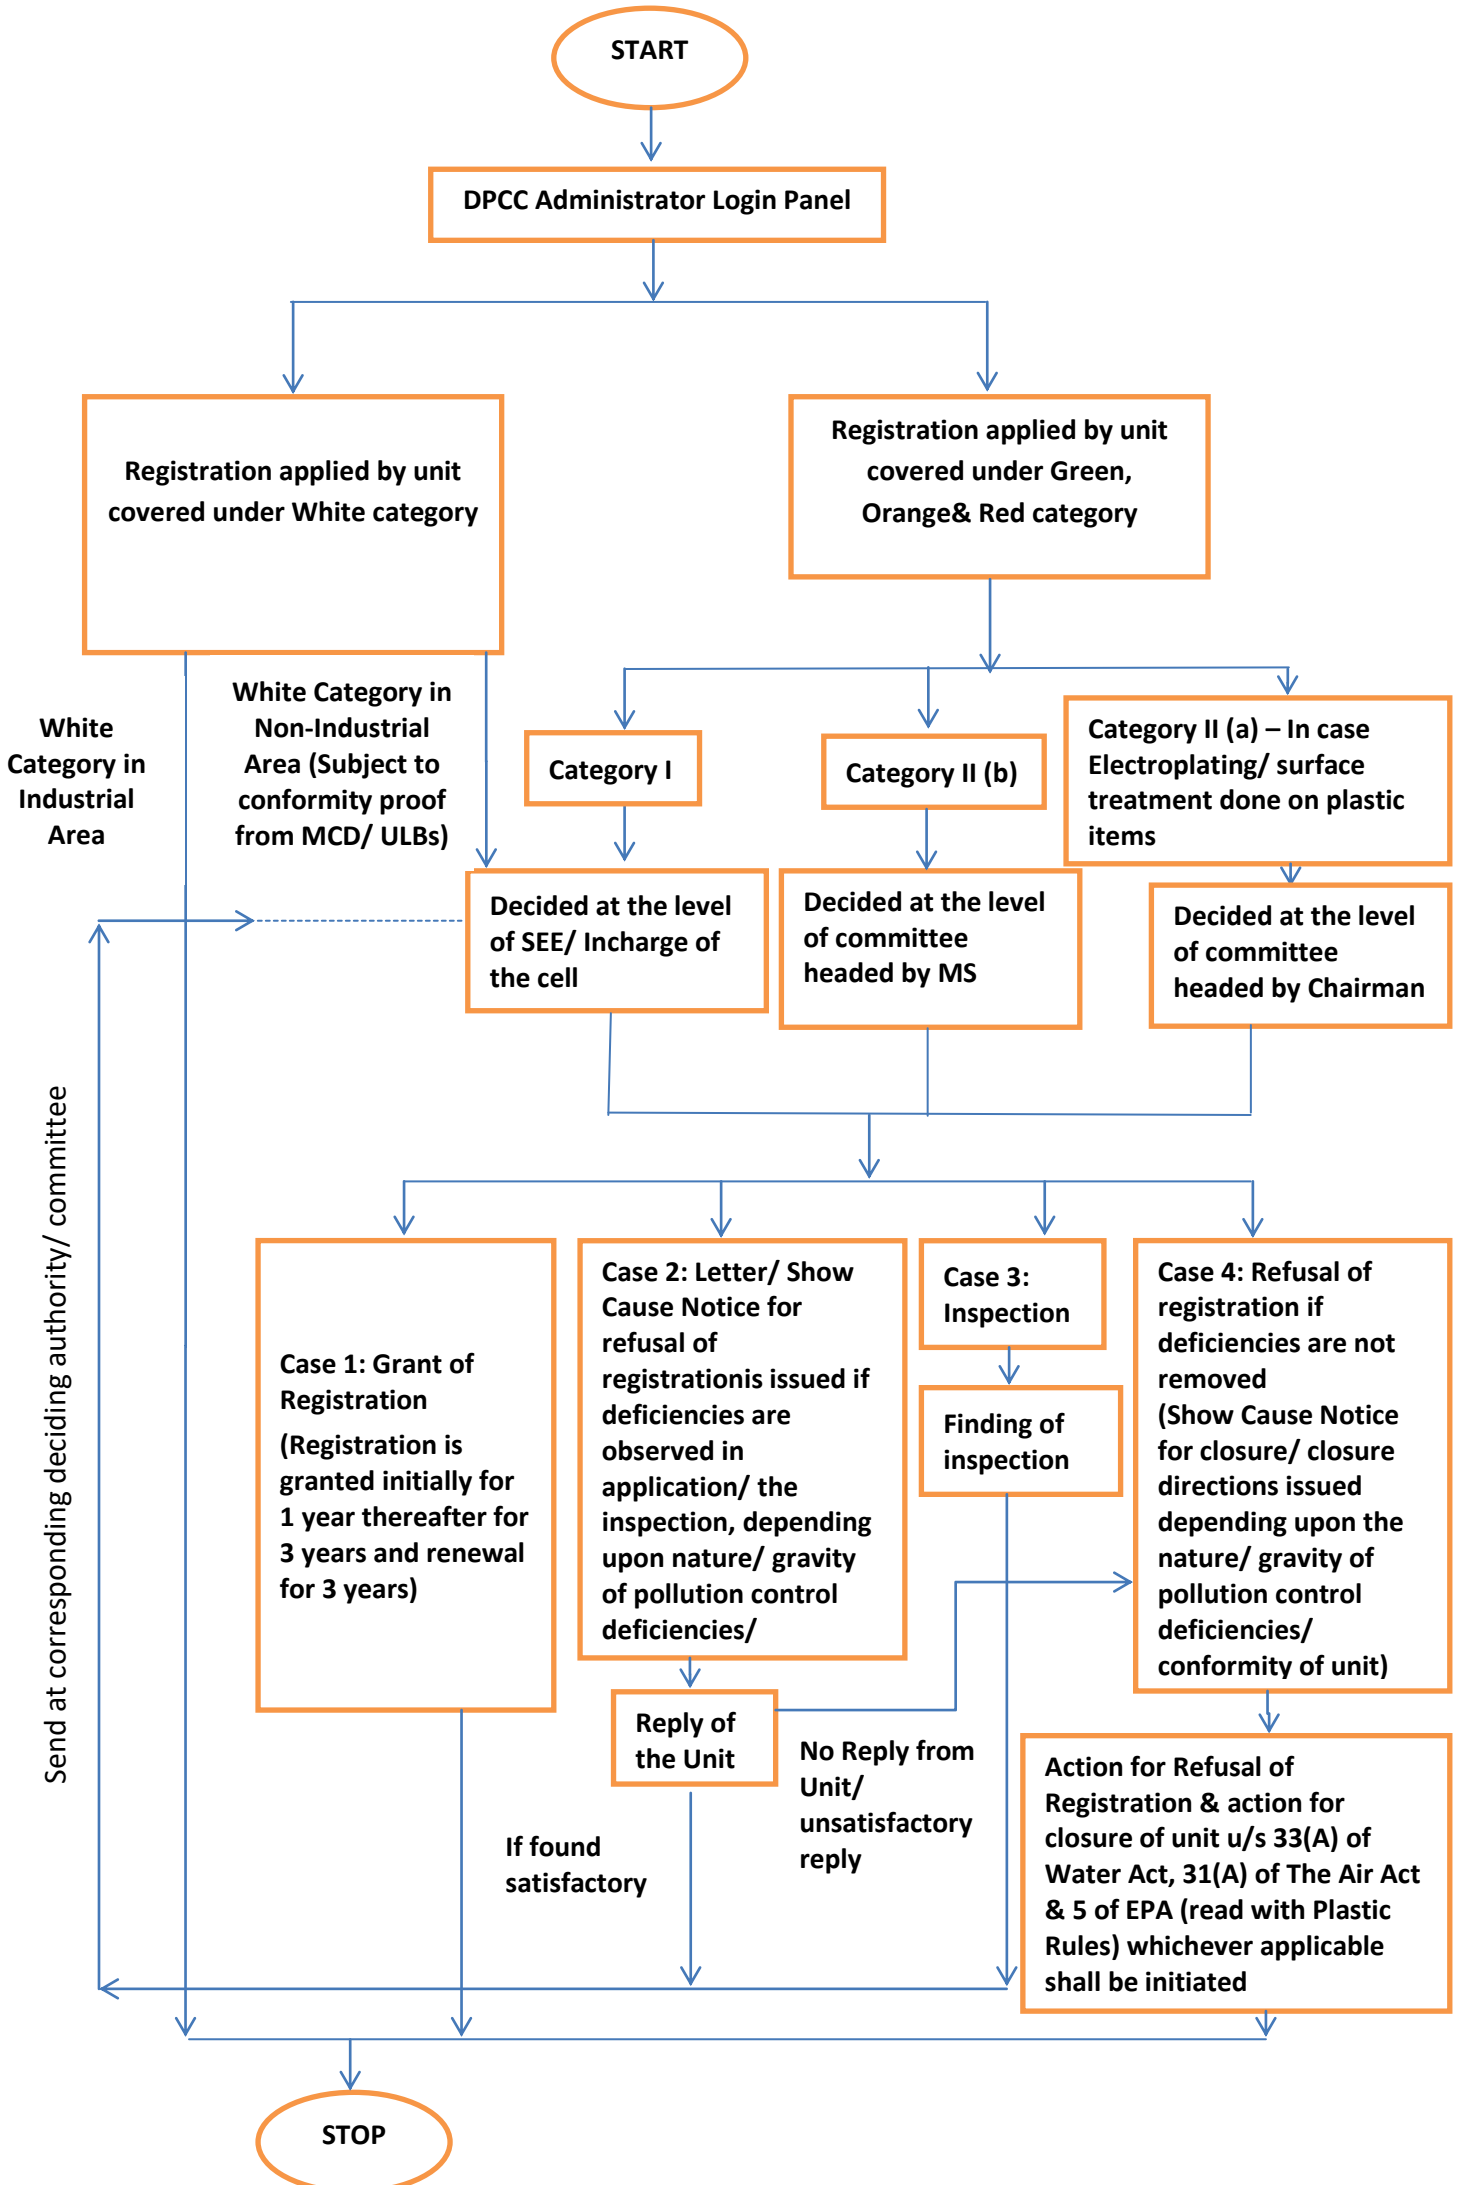 START
DPCC Administrator Login Panel
Registration applied by unit
covered under White category
Registration applied by unit
covered under Green,
Orange& Red category
White
Category in
Industrial
Area
White Category in
Non-Industrial
Area (Subject to
conformity proof
from MCD/ ULBs)
Category I
Category II (b)
Category II (a) – In case
Electroplating/ surface
treatment done on plastic
items
Decided at the level
of SEE/ Incharge of
the cell
Decided at the level
of committee
headed by MS
Decided at the level
of committee
headed by Chairman
Send at corresponding deciding authority/ committee
Case 1: Grant of
Registration
(Registration is
granted initially for
1 year thereafter for
3 years and renewal
for 3 years)
Case 2: Letter/ Show
Cause Notice for
refusal of
registrationis issued if
deficiencies are
observed in
application/ the
inspection, depending
upon nature/ gravity
of pollution control
deficiencies/
Case 3:
Inspection
Finding of
inspection
Case 4: Refusal of
registration if
deficiencies are not
removed
(Show Cause Notice
for closure/ closure
directions issued
depending upon the
nature/ gravity of
pollution control
deficiencies/
conformity of unit)
Reply of
the Unit
No Reply from
Unit/
unsatisfactory
reply
If found
satisfactory
Action for Refusal of
Registration & action for
closure of unit u/s 33(A) of
Water Act, 31(A) of The Air Act
& 5 of EPA (read with Plastic
Rules) whichever applicable
shall be initiated
STOP